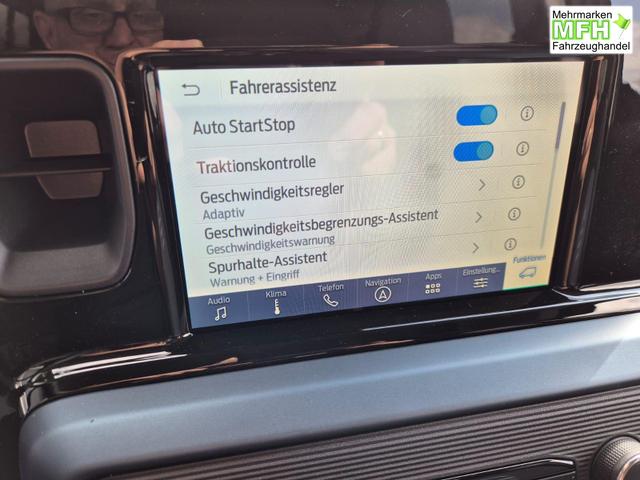 Mehrmarken
MFH
Fahrzeughandel
Fahrerassistenz
Auto StartStop
Traktionskontrolle
Geschwindigkeitsregler
Adaptiv
Geschwindigkeitsbegrenzungs-Assistent
Geschwindigkeitswarnung
Spurhalte-Assistent
Warnung + Eingriff
Audio Klima Telefon Navigation Apps Einstellung... Funktionen